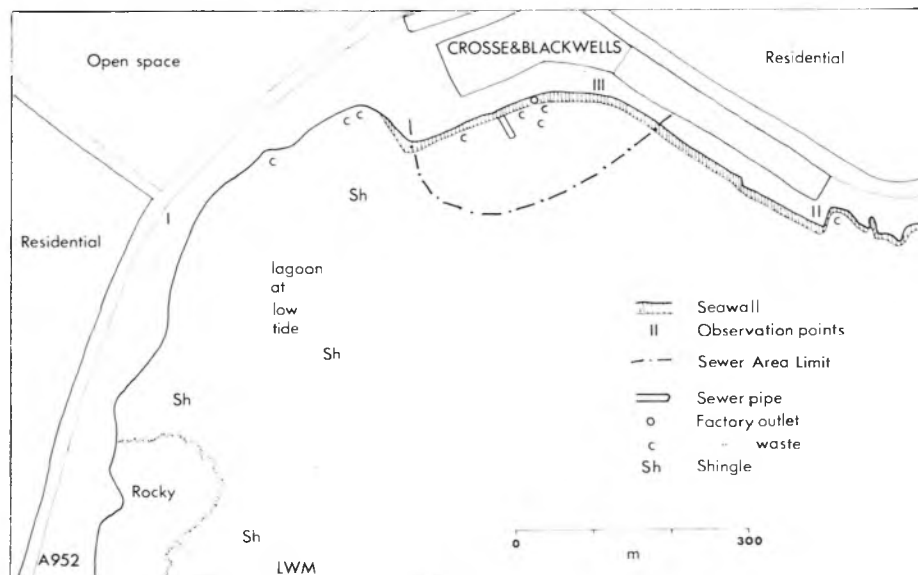 CROSSE&BLACKWELLS
Open space
Residential
III
I
c c
c
c
c
c
c
Sh
I
Residential
II
c
lagoon
at
low
tide
Sh
Seawall
II Observation points
Sewer Area Limit
Sh
Sewer pipe
Factory outlet
c " waste
Sh Shingle
Rocky
Sh
0 300
m
A952
LWM